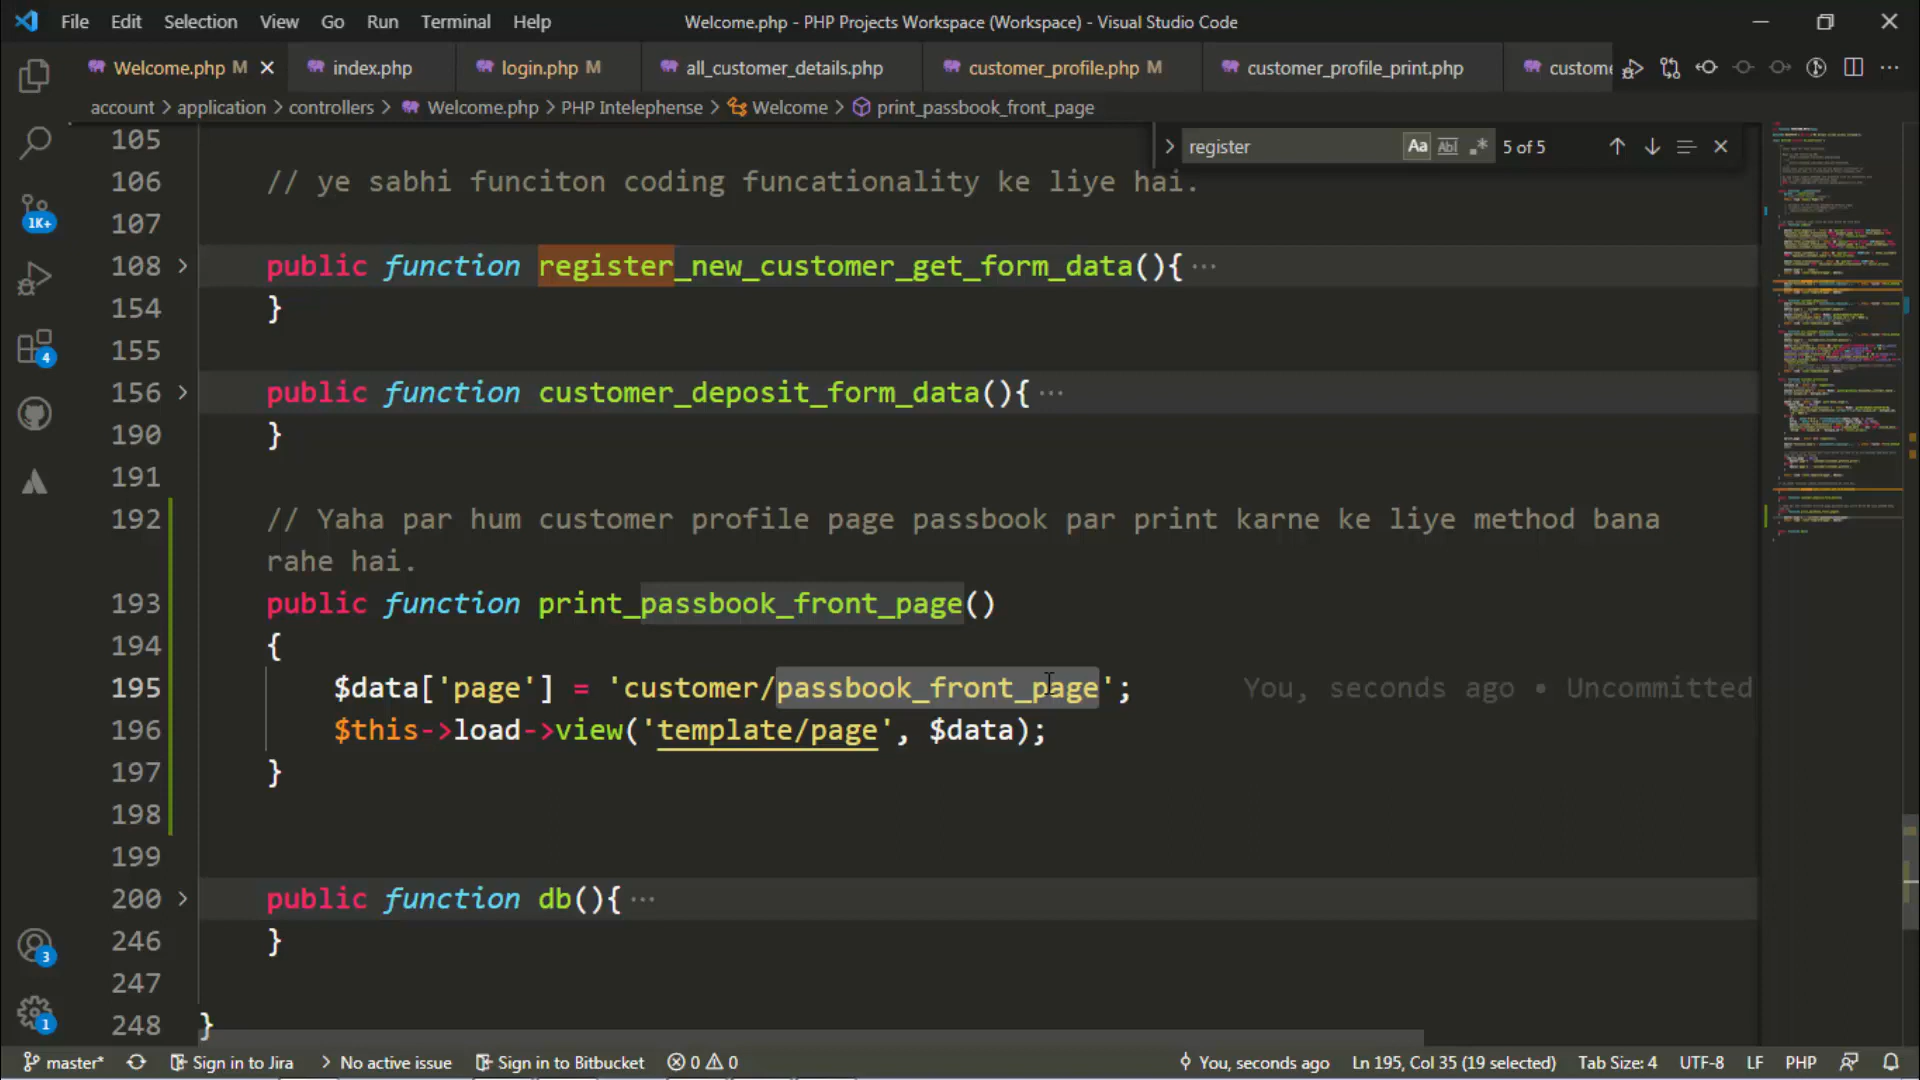 File Edit Selection View Go Run Terminal Help Welcome.php - PHP Projects Workspace (Workspace) - Visual Studio Code
Welcome.php M index.php login.php M all_customer_details.php customer_profile.php M customer_profile_print.php custome
account > application > controllers > Welcome.php > PHP Intelephense > Welcome > print_passbook_front_page
register Aa Abl .* 5 of 5
105
106 // ye sabhi funciton coding funcationality ke liye hai.
107
108 public function register_new_customer_get_form_data(){ ···
154 }
155
156 public function customer_deposit_form_data(){ ···
190 }
191
192 // Yaha par hum customer profile page passbook par print karne ke liye method bana
rahe hai.
193 public function print_passbook_front_page()
194 {
195 $data['page'] = 'customer/passbook_front_page'; You, seconds ago • Uncommitted
196 $this->load->view('template/page', $data);
197 }
198
199
200 public function db(){ ···
246 }
247
248 }
1K+
4
3
1
master* Sign in to Jira No active issue Sign in to Bitbucket 0 0 You, seconds ago Ln 195, Col 35 (19 selected) Tab Size: 4 UTF-8 LF PHP